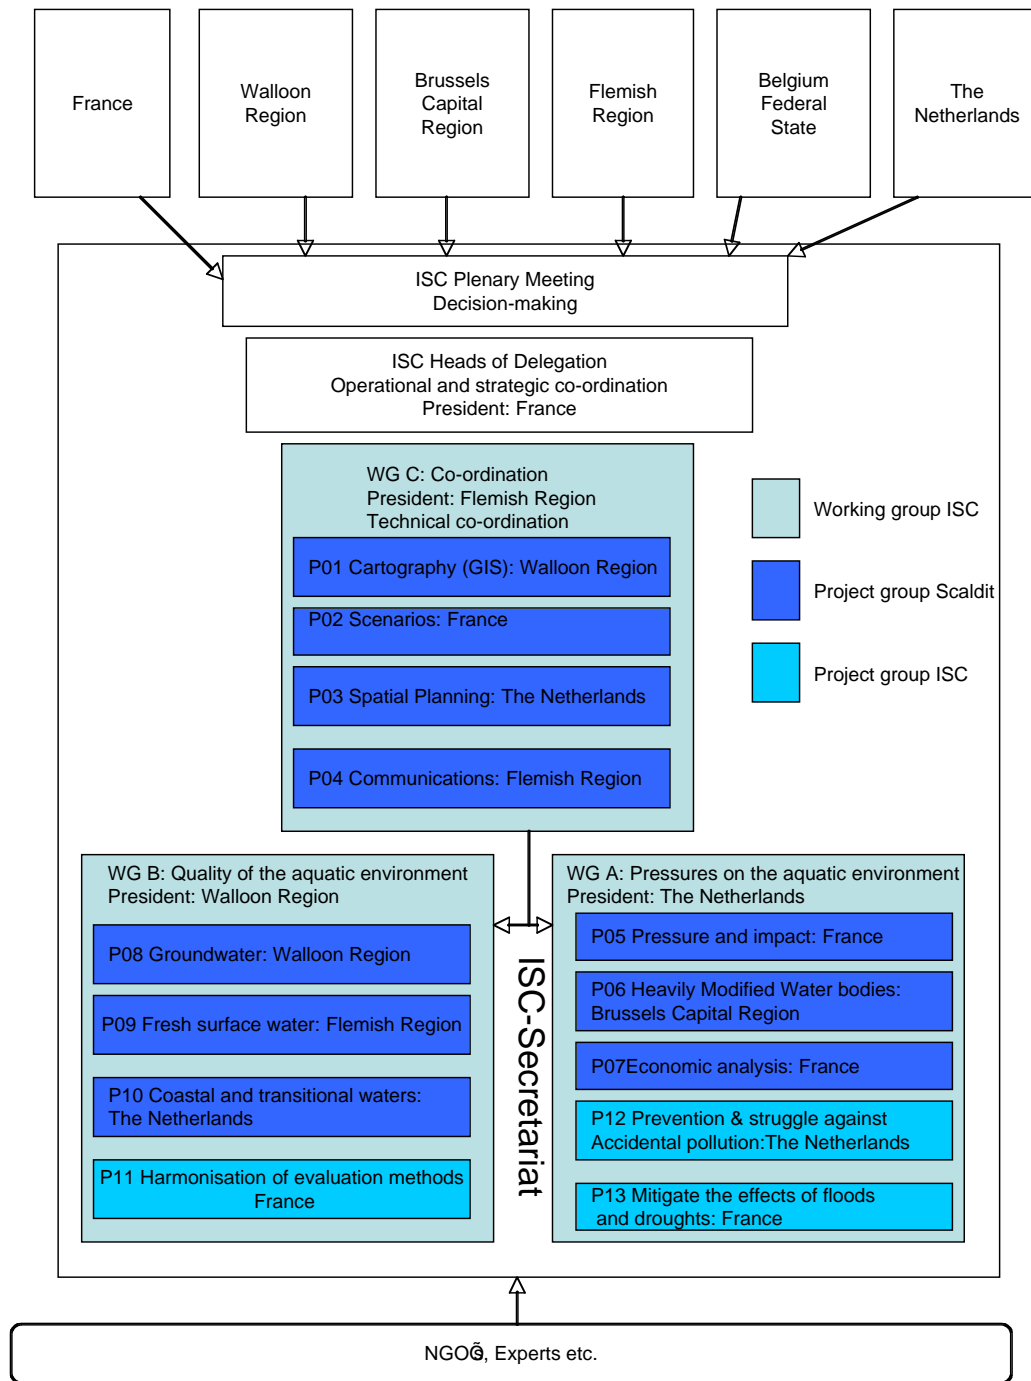 France
Walloon
Region
Brussels
Capital
Region
Flemish
Region
Belgium
Federal
State
The
Netherlands
ISC Plenary Meeting
Decision-making
ISC Heads of Delegation
Operational and strategic co-ordination
President: France
WG C: Co-ordination
President: Flemish Region
Technical co-ordination
P01 Cartography (GIS): Walloon Region
P02 Scenarios: France
P03 Spatial Planning: The Netherlands
P04 Communications: Flemish Region
Working group ISC
Project group Scaldit
Project group ISC
WG B: Quality of the aquatic environment
President: Walloon Region
P08 Groundwater: Walloon Region
P09 Fresh surface water: Flemish Region
P10 Coastal and transitional waters:
The Netherlands
P11 Harmonisation of evaluation methods
France
ISC-Secretariat
WG A: Pressures on the aquatic environment
President: The Netherlands
P05 Pressure and impact: France
P06 Heavily Modified Water bodies:
Brussels Capital Region
P07Economic analysis: France
P12 Prevention & struggle against
Accidental pollution:The Netherlands
P13 Mitigate the effects of floods
and droughts: France
NGOÕs, Experts etc.